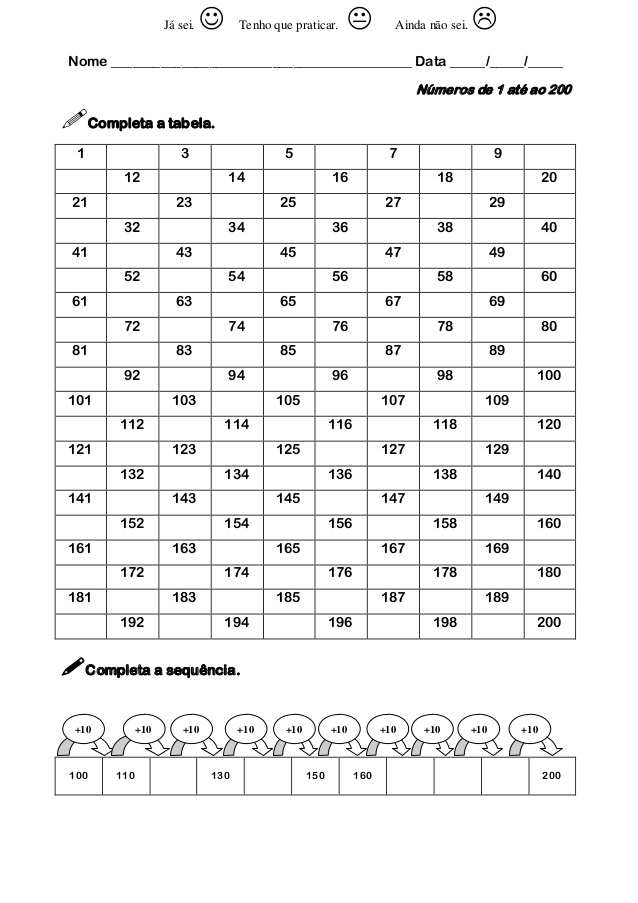 Já sei. Tenho que praticar. Ainda não sei.
Nome ______________________________________ Data _____/_____/_____
Números de 1 até ao 200
Completa a tabela.
1 3 5 7 9
12 14 16 18 20
21 23 25 27 29
32 34 36 38 40
41 43 45 47 49
52 54 56 58 60
61 63 65 67 69
72 74 76 78 80
81 83 85 87 89
92 94 96 98 100
101 103 105 107 109
112 114 116 118 120
121 123 125 127 129
132 134 136 138 140
141 143 145 147 149
152 154 156 158 160
161 163 165 167 169
172 174 176 178 180
181 183 185 187 189
192 194 196 198 200
Completa a sequência.
+10 +10 +10 +10 +10 +10 +10 +10 +10 +10
100 110 130 150 160 200